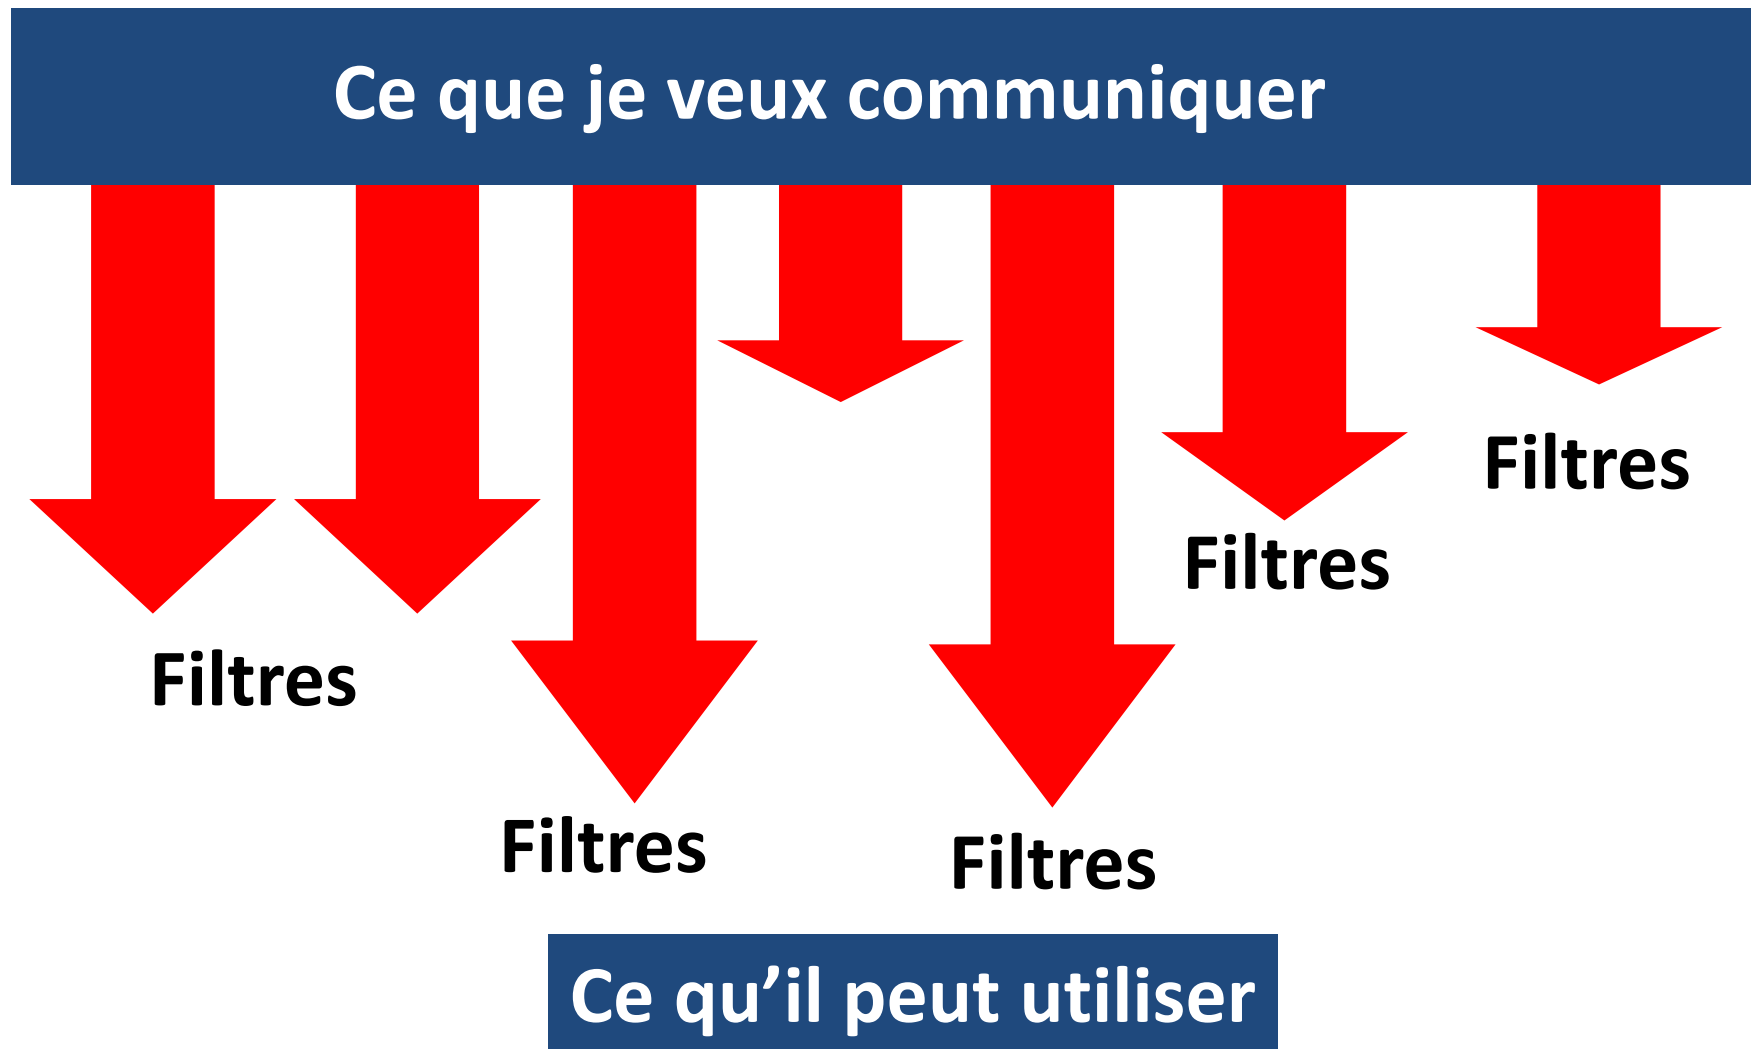 Ce que je veux communiquer
Filtres
Filtres
Filtres
Filtres
Filtres
Ce qu’il peut utiliser